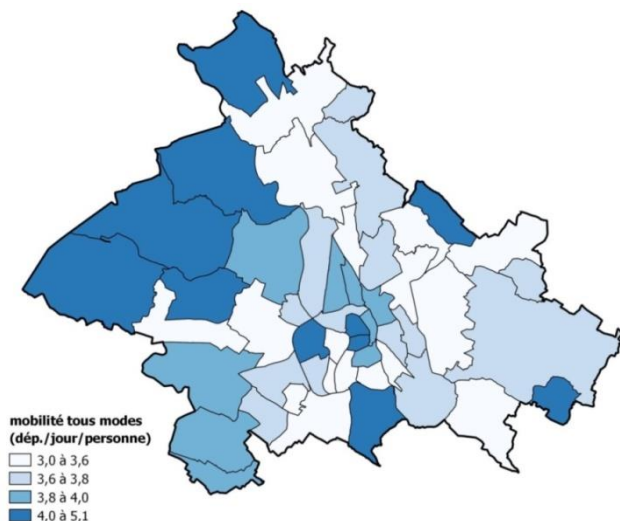 mobilité tous modes
(dép./jour/personne)
3,0 à 3,6
3,6 à 3,8
3,8 à 4,0
4,0 à 5,1